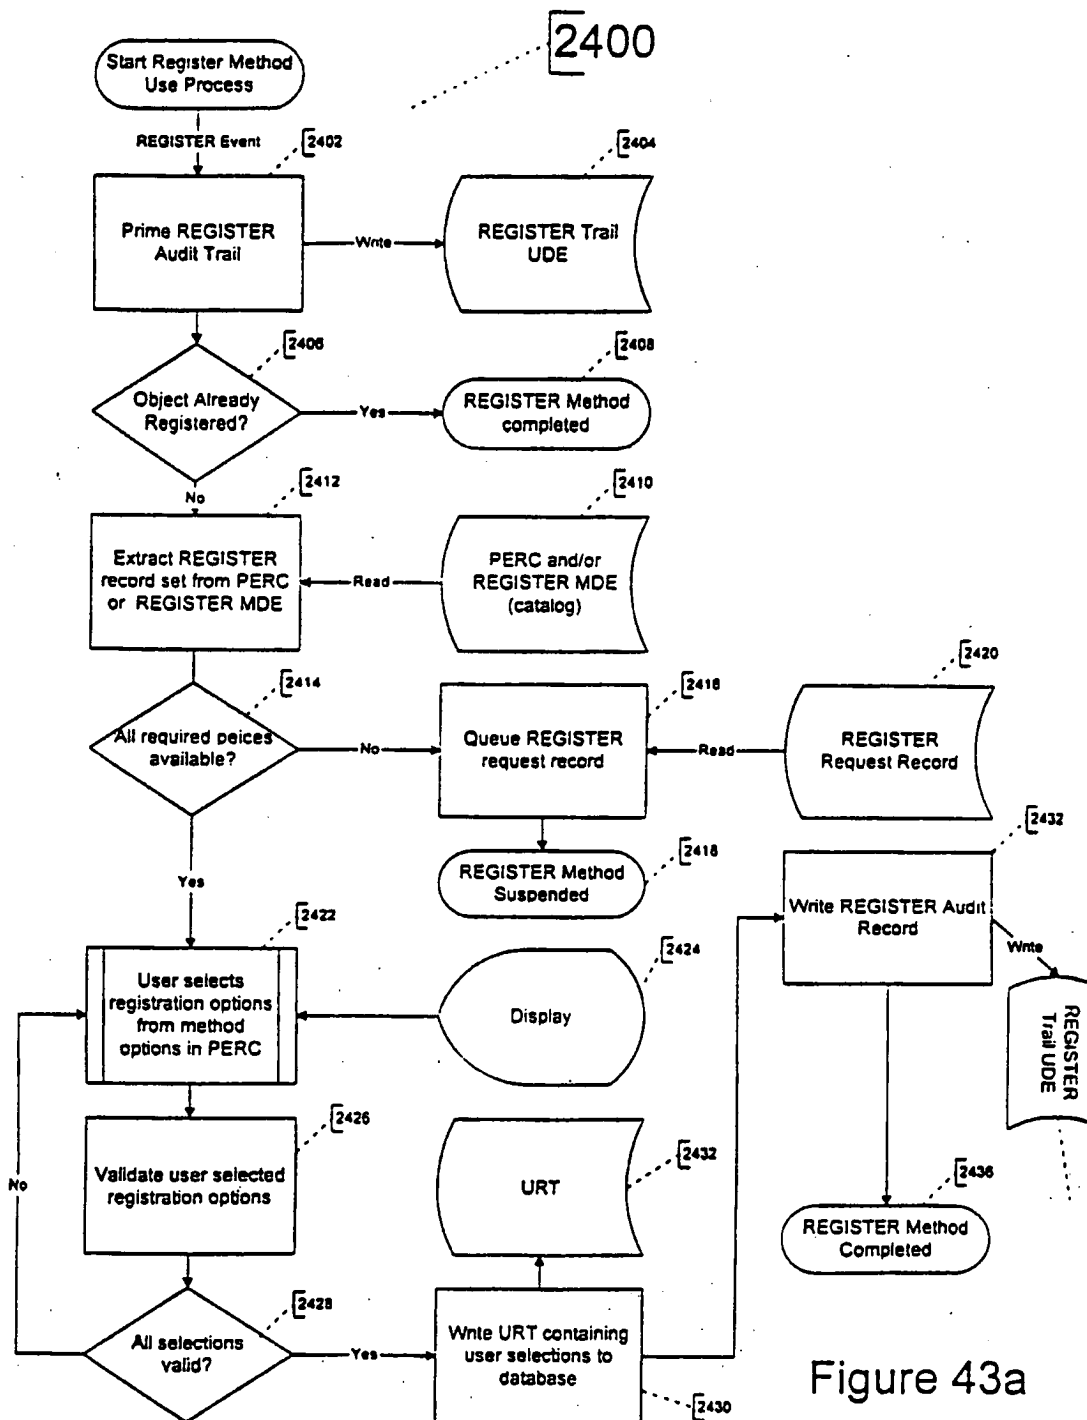 2400
Start Register Method
Use Process
REGISTER Event
2402
2404
Prime REGISTER
Audit Trail
Write
REGISTER Trail
UDE
2406
2408
Object Already
Registered?
Yes
REGISTER Method
completed
No
2412
2410
Extract REGISTER
record set from PERC
or REGISTER MDE
Read
PERC and/or
REGISTER MDE
(catalog)
2414
2416
2420
All required peices
available?
No
Queue REGISTER
request record
Read
REGISTER
Request Record
Yes
2418
REGISTER Method
Suspended
2432
Write REGISTER Audit
Record
Write
REGISTER
Trail UDE
2422
2424
User selects
registration options
from method
options in PERC
Display
2426
2432
Validate user selected
registration options
No
URT
2436
REGISTER Method
Completed
2428
All selections
valid?
Yes
Write URT containing
user selections to
database
2430
Figure 43a